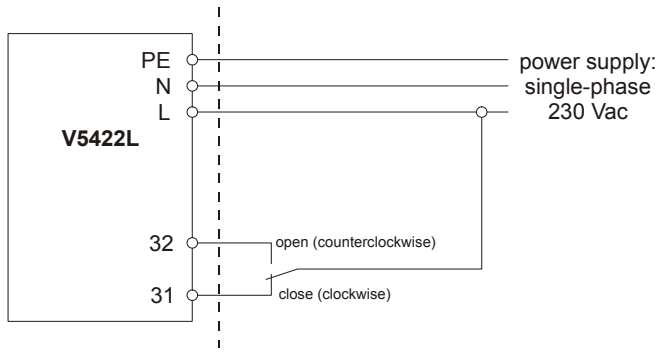 PE
power supply:
N
single-phase
L
230 Vac
V5422L
32
open (counterclockwise)
31
close (clockwise)